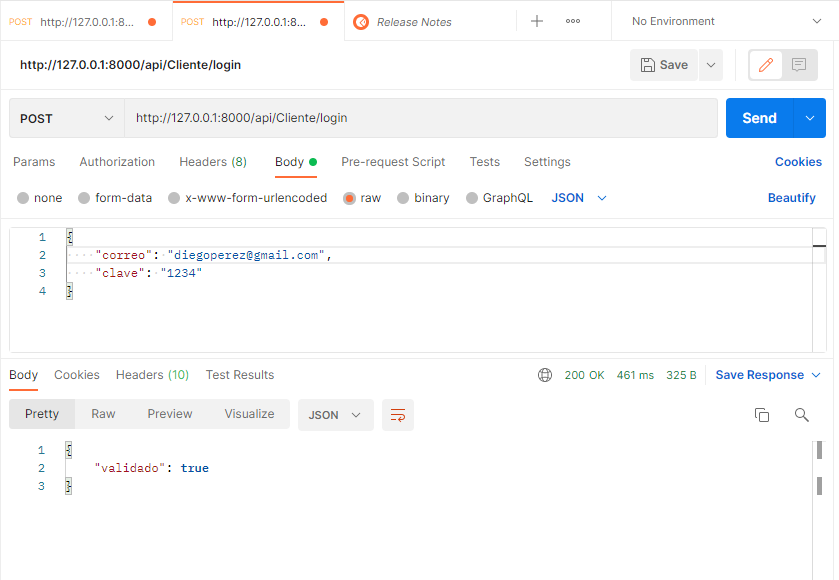 POST http://127.0.0.1:8... POST http://127.0.0.1:8... Release Notes No Environment
http://127.0.0.1:8000/api/Cliente/login Save
POST http://127.0.0.1:8000/api/Cliente/login Send
Params Authorization Headers (8) Body Pre-request Script Tests Settings Cookies
none form-data x-www-form-urlencoded raw binary GraphQL JSON Beautify
1 {
2 "correo": "diegoperez@gmail.com",
3 "clave": "1234"
4 }
Body Cookies Headers (10) Test Results 200 OK 461 ms 325 B Save Response
Pretty Raw Preview Visualize JSON
1 {
2 "validado": true
3 }